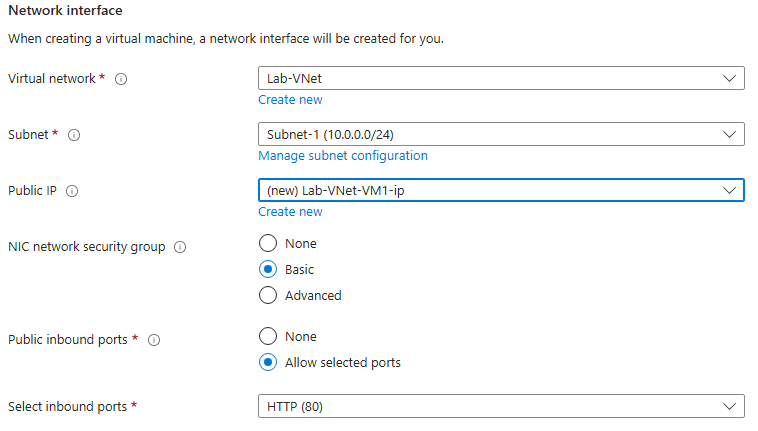 Network interface
When creating a virtual machine, a network interface will be created for you.
Virtual network *
Lab-VNet
Create new
Subnet *
Subnet-1 (10.0.0.0/24)
Manage subnet configuration
Public IP
(new) Lab-VNet-VM1-ip
Create new
NIC network security group
None
Basic
Advanced
Public inbound ports *
None
Allow selected ports
Select inbound ports *
HTTP (80)